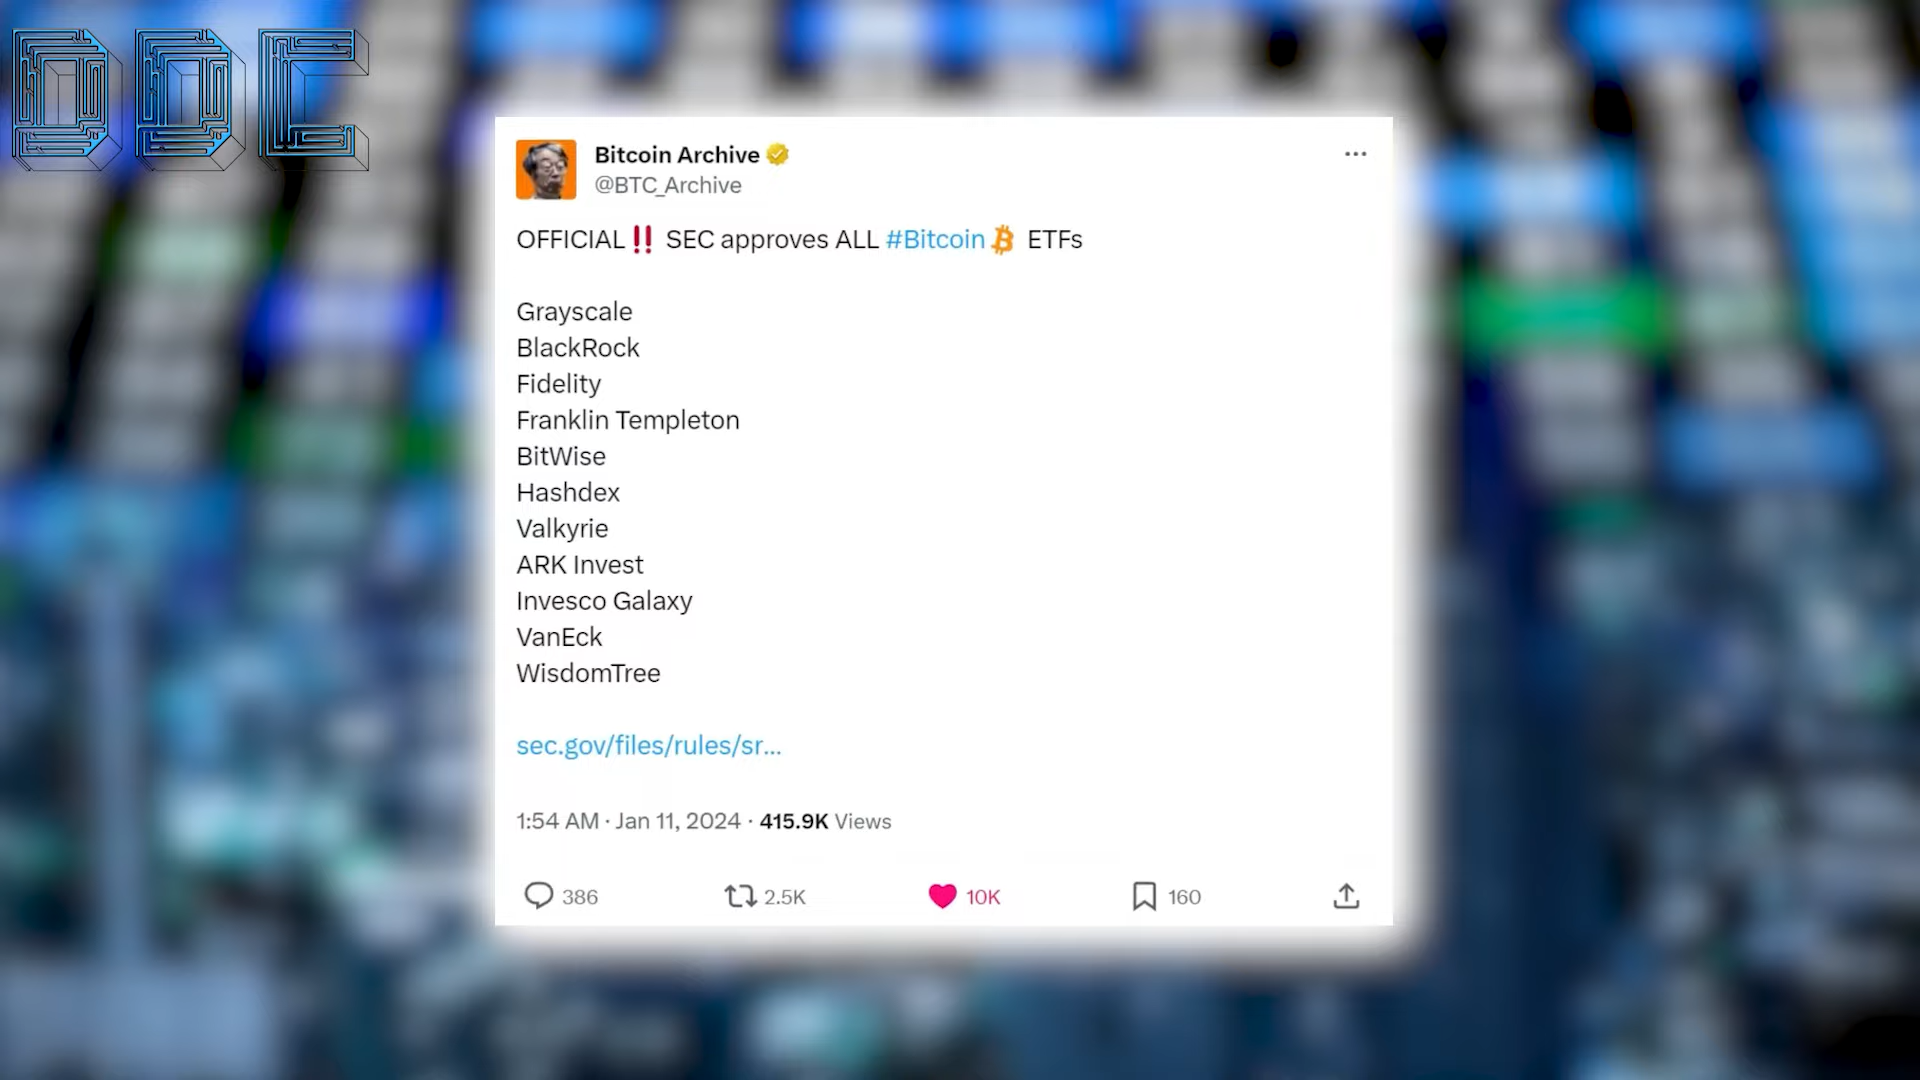 DDC
Bitcoin Archive
@BTC_Archive
OFFICIAL‼️ SEC approves ALL #Bitcoin ETFs
Grayscale
BlackRock
Fidelity
Franklin Templeton
BitWise
Hashdex
Valkyrie
ARK Invest
Invesco Galaxy
VanEck
WisdomTree
sec.gov/files/rules/sr...
1:54 AM · Jan 11, 2024 · 415.9K Views
386 2.5K 10K 160